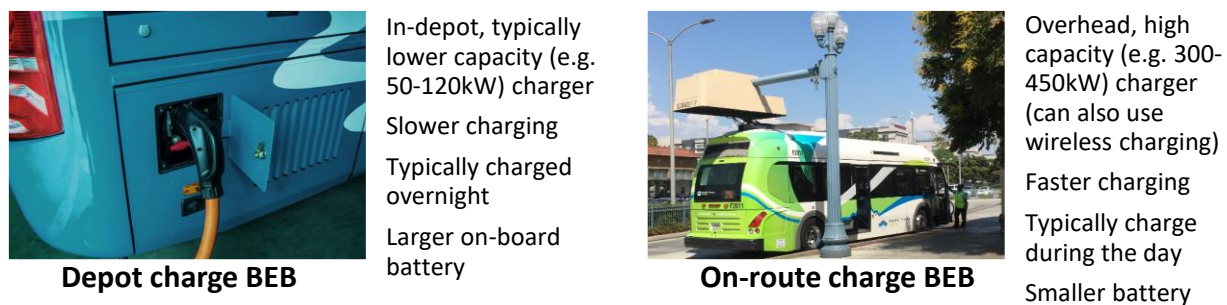 In-depot, typically
lower capacity (e.g.
50-120kW) charger
Slower charging
Typically charged
overnight
Larger on-board
battery
Depot charge BEB
Overhead, high
capacity (e.g. 300-
450kW) charger
(can also use
wireless charging)
Faster charging
Typically charge
during the day
Smaller battery
On-route charge BEB